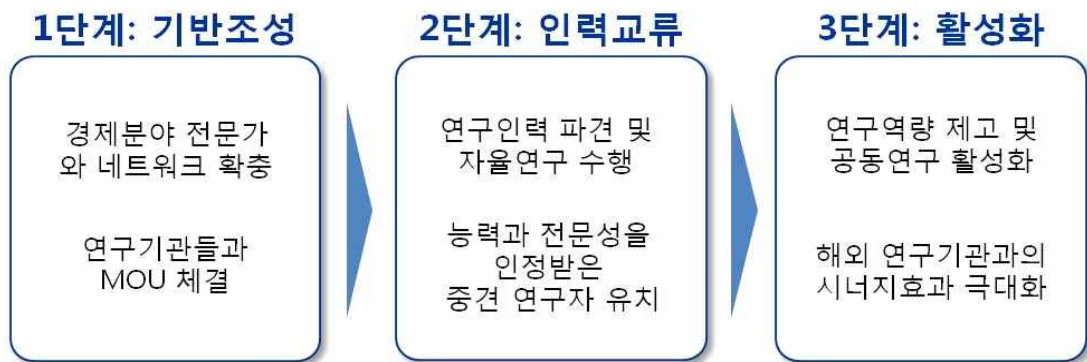 1단계: 기반조성
경제분야 전문가
와 네트워크 확충
연구기관들과
MOU 체결
2단계: 인력교류
연구인력 파견 및
자율연구 수행
능력과 전문성을
인정받은
중견 연구자 유치
3단계: 활성화
연구역량 제고 및
공동연구 활성화
해외 연구기관과의
시너지효과 극대화